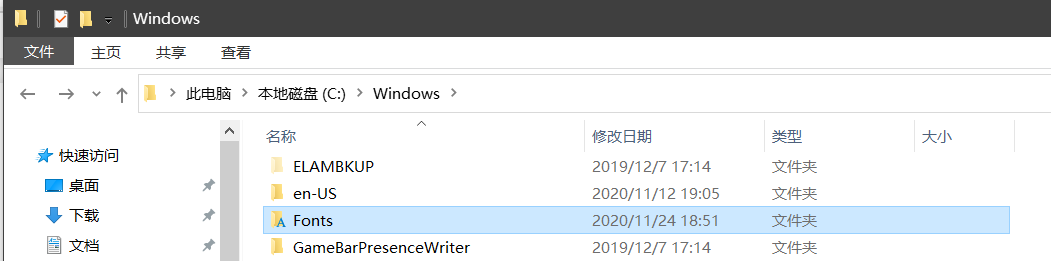 Windows
文件 主页 共享 查看
此电脑 本地磁盘 (C:) Windows
名称 修改日期 类型 大小
快速访问
桌面
下载
文档
ELAMBKUP 2019/12/7 17:14 文件夹
en-US 2020/11/12 19:05 文件夹
Fonts 2020/11/24 18:51 文件夹
GameBarPresenceWriter 2019/12/7 17:14 文件夹